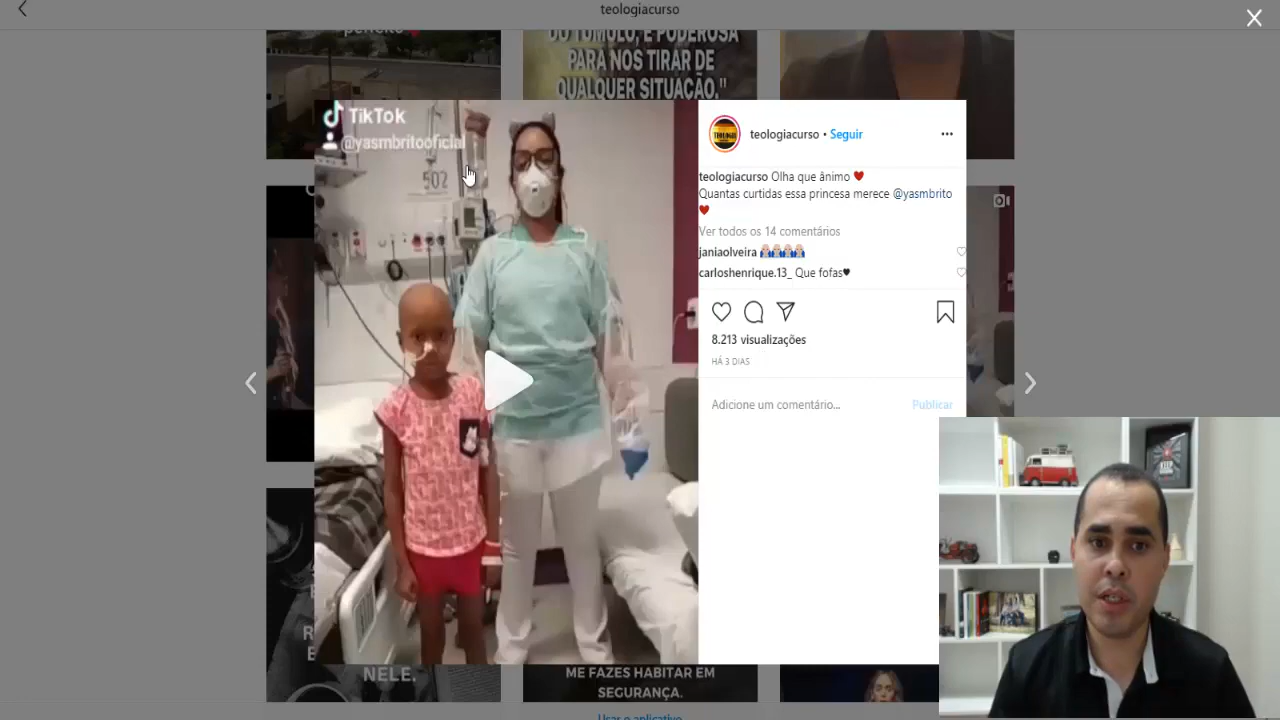 teologiacurso
perfeito
DO TÚMULO, É PODEROSA
PARA NOS TIRAR DE
QUALQUER SITUAÇÃO."
TikTok
@yasmbritooficial
502
teologiacurso • Seguir
teologiacurso Olha que ânimo ❤️
Quantas curtidas essa princesa merece @yasmbrito
❤️
Ver todos os 14 comentários
janiaolveira
carloshenrique.13_ Que fofas🖤
8.213 visualizações
HÁ 3 DIAS
Adicione um comentário... Publicar
NELE.
ME FAZES HABITAR EM
SEGURANÇA.
Usar o aplicativo